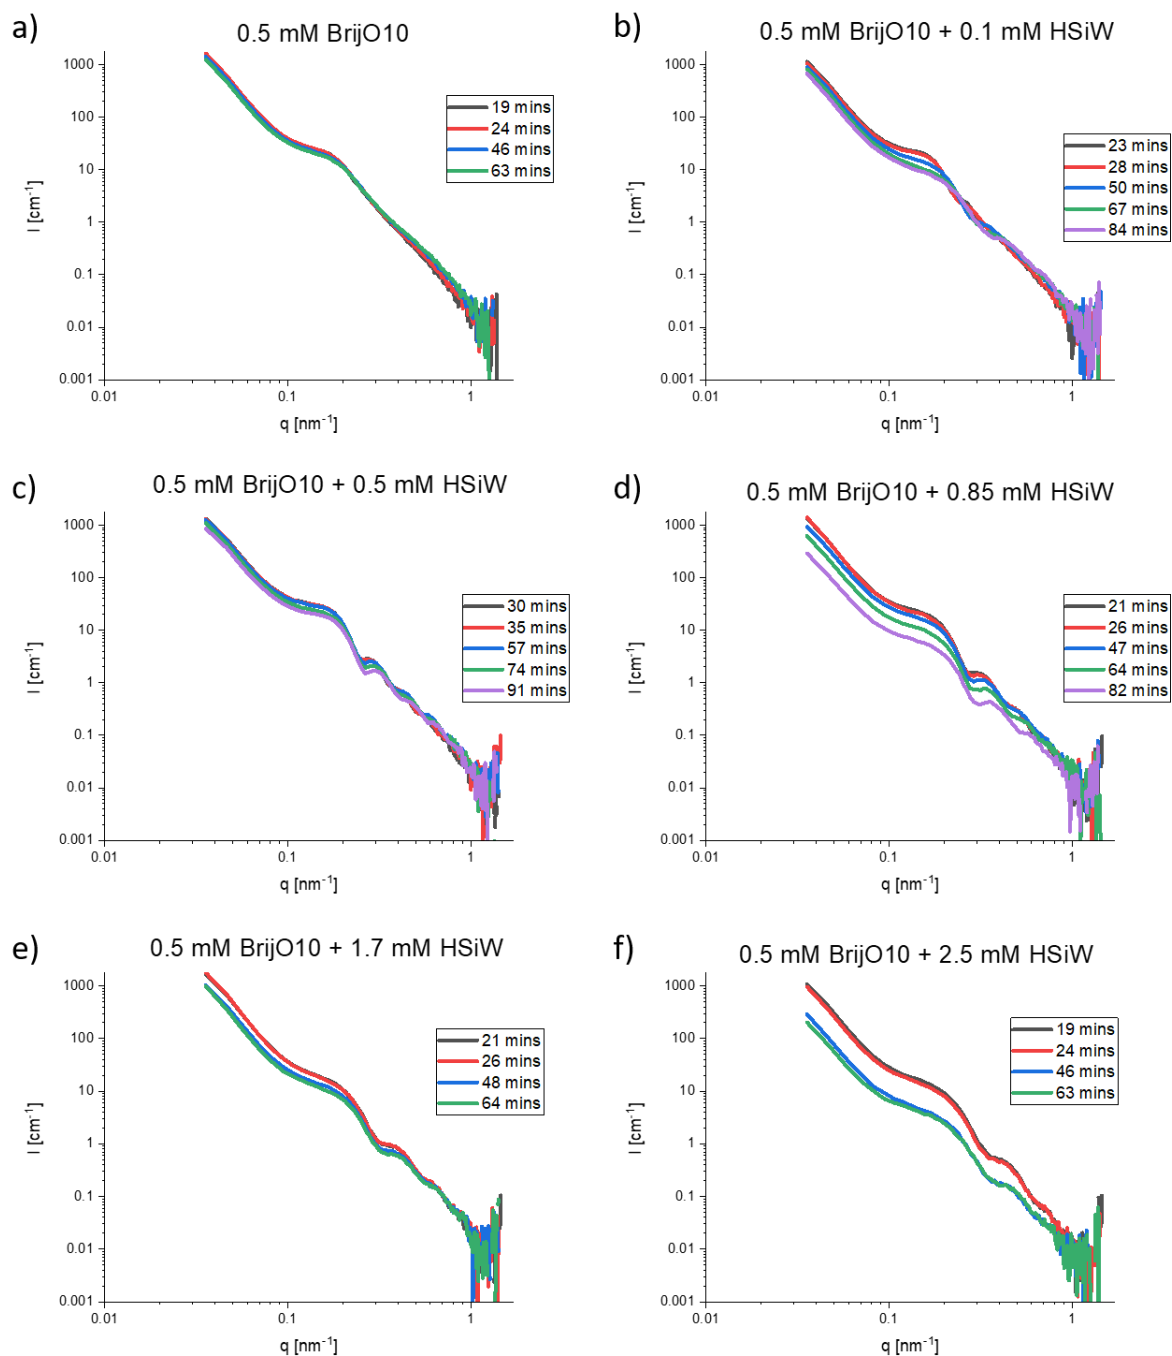 a)
0.5 mM BrijO10
1000
100
10
1
0.1
0.01
0.001
0.01
0.1
1
I [cm⁻¹]
q [nm⁻¹]
19 mins
24 mins
46 mins
63 mins
b)
0.5 mM BrijO10 + 0.1 mM HSiW
1000
100
10
1
0.1
0.01
0.001
0.01
0.1
1
I [cm⁻¹]
q [nm⁻¹]
23 mins
28 mins
50 mins
67 mins
84 mins
c)
0.5 mM BrijO10 + 0.5 mM HSiW
1000
100
10
1
0.1
0.01
0.001
0.01
0.1
1
I [cm⁻¹]
q [nm⁻¹]
30 mins
35 mins
57 mins
74 mins
91 mins
d)
0.5 mM BrijO10 + 0.85 mM HSiW
1000
100
10
1
0.1
0.01
0.001
0.01
0.1
1
I [cm⁻¹]
q [nm⁻¹]
21 mins
26 mins
47 mins
64 mins
82 mins
e)
0.5 mM BrijO10 + 1.7 mM HSiW
1000
100
10
1
0.1
0.01
0.001
0.01
0.1
1
I [cm⁻¹]
q [nm⁻¹]
21 mins
26 mins
48 mins
64 mins
f)
0.5 mM BrijO10 + 2.5 mM HSiW
1000
100
10
1
0.1
0.01
0.001
0.01
0.1
1
I [cm⁻¹]
q [nm⁻¹]
19 mins
24 mins
46 mins
63 mins